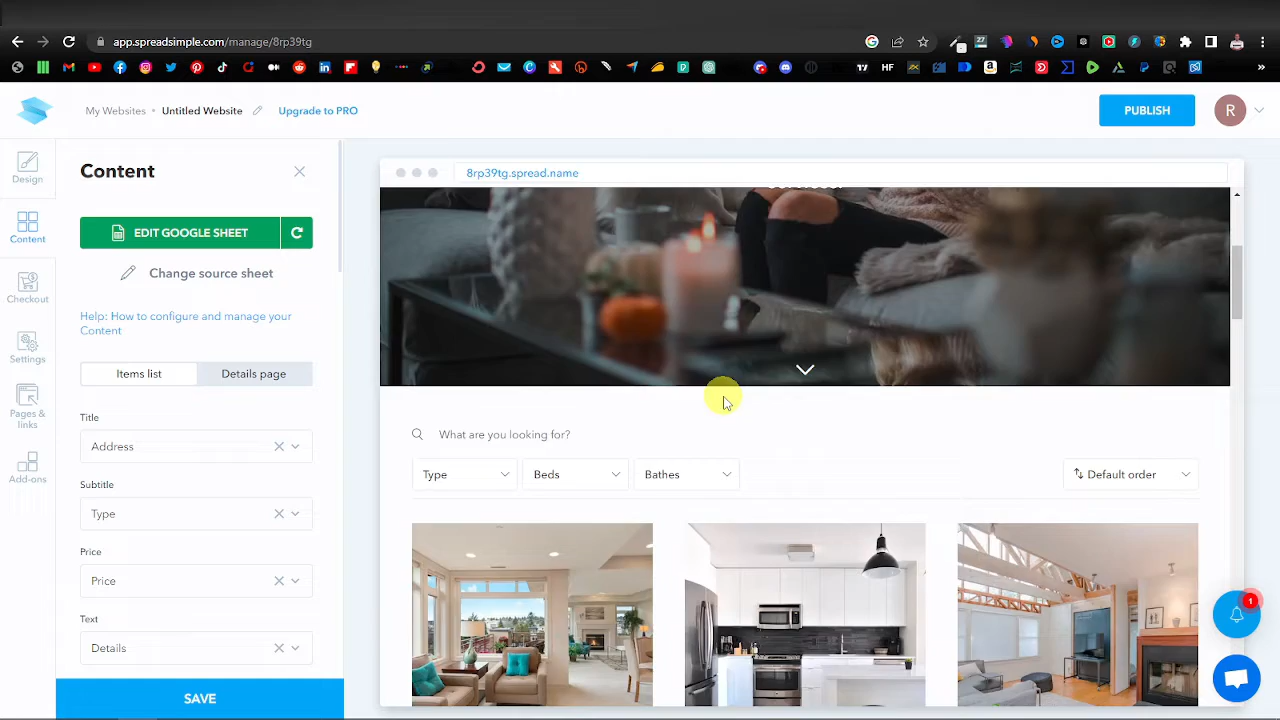 app.spreadsimple.com/manage/8rp39tg
27
HF
My Websites • Untitled Website
Upgrade to PRO
PUBLISH
R
Design
Content
Checkout
Settings
Pages &
links
Add-ons
Content
EDIT GOOGLE SHEET
Change source sheet
Help: How to configure and manage your
Content
Items list
Details page
Title
Address
Subtitle
Type
Price
Price
Text
Details
SAVE
8rp39tg.spread.name
What are you looking for?
Type
Beds
Bathes
Default order
1